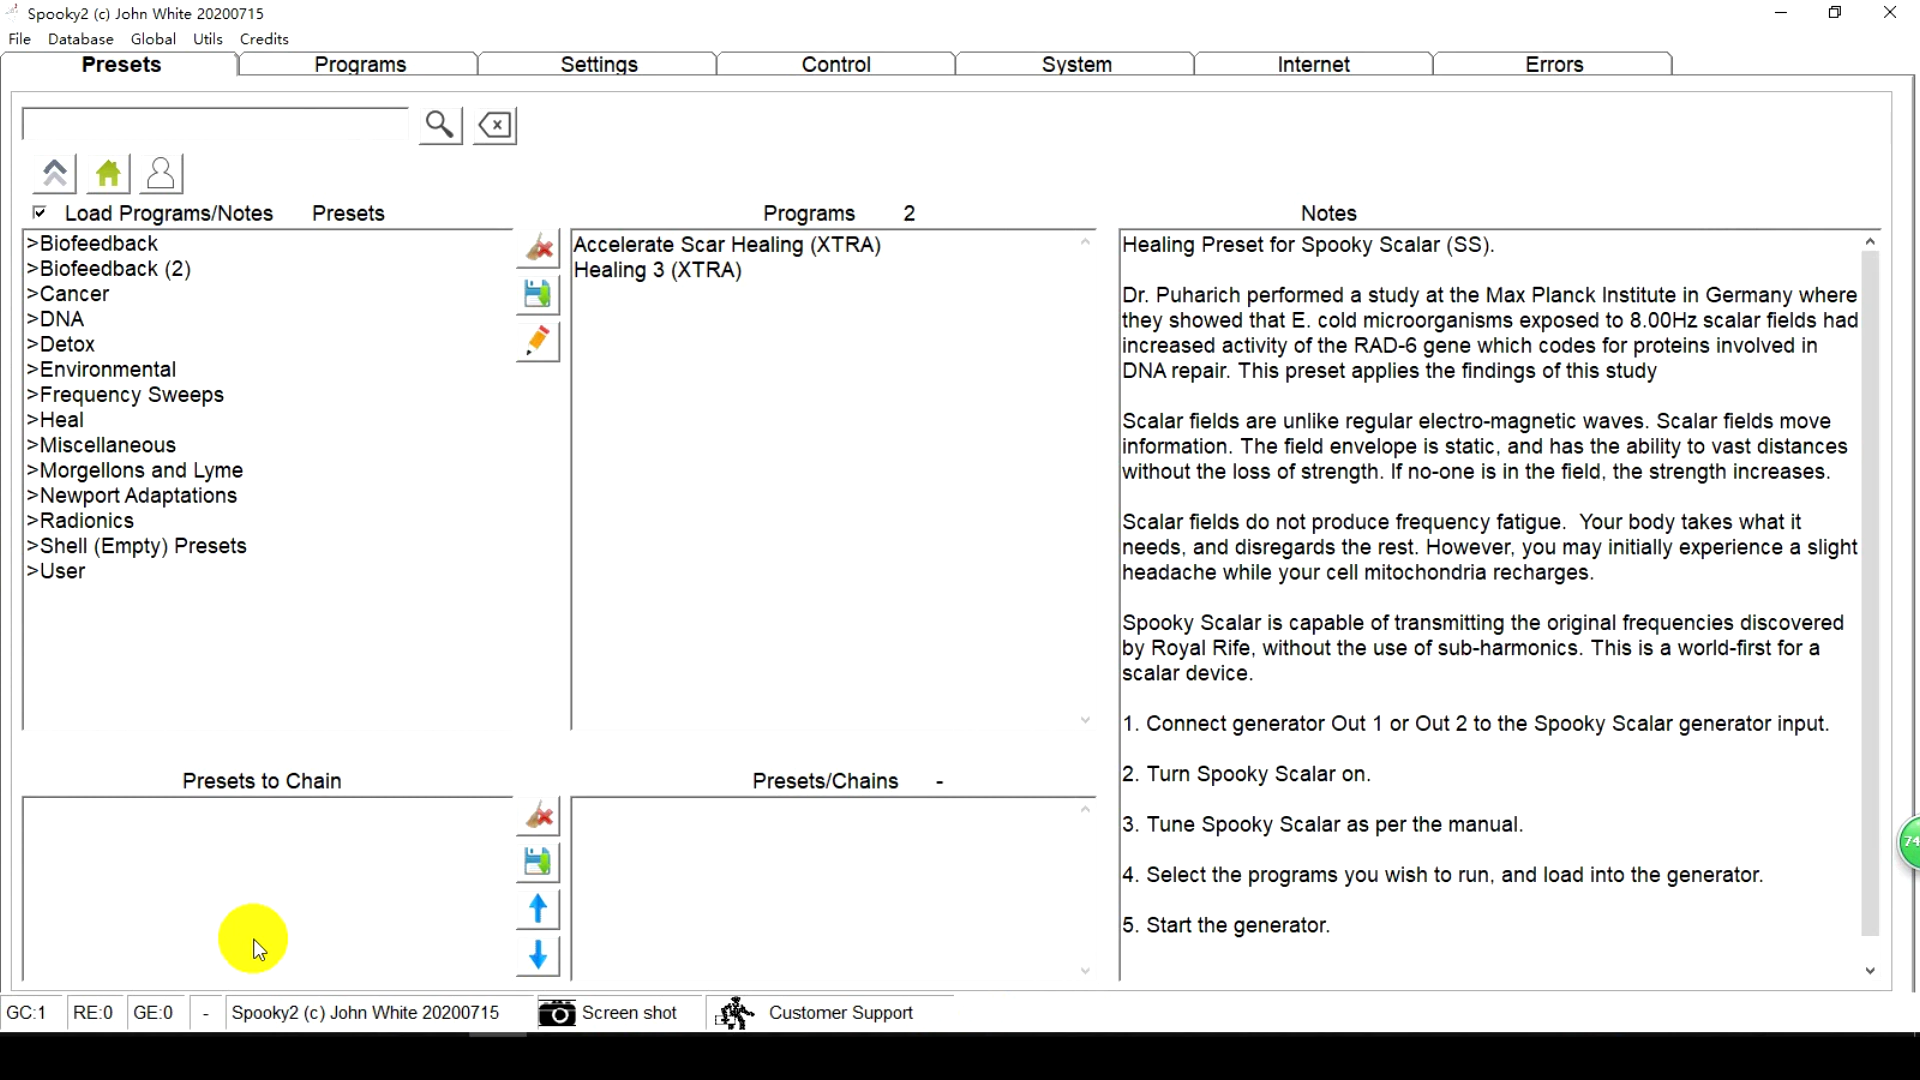 Spooky2 (c) John White 20200715
File Database Global Utils Credits
Presets Programs Settings Control System Internet Errors
Load Programs/Notes Presets
>Biofeedback
>Biofeedback (2)
>Cancer
>DNA
>Detox
>Environmental
>Frequency Sweeps
>Heal
>Miscellaneous
>Morgellons and Lyme
>Newport Adaptations
>Radionics
>Shell (Empty) Presets
>User
Programs 2
Accelerate Scar Healing (XTRA)
Healing 3 (XTRA)
Notes
Healing Preset for Spooky Scalar (SS).
Dr. Puharich performed a study at the Max Planck Institute in Germany where
they showed that E. cold microorganisms exposed to 8.00Hz scalar fields had
increased activity of the RAD-6 gene which codes for proteins involved in
DNA repair. This preset applies the findings of this study
Scalar fields are unlike regular electro-magnetic waves. Scalar fields move
information. The field envelope is static, and has the ability to vast distances
without the loss of strength. If no-one is in the field, the strength increases.
Scalar fields do not produce frequency fatigue. Your body takes what it
needs, and disregards the rest. However, you may initially experience a slight
headache while your cell mitochondria recharges.
Spooky Scalar is capable of transmitting the original frequencies discovered
by Royal Rife, without the use of sub-harmonics. This is a world-first for a
scalar device.
1. Connect generator Out 1 or Out 2 to the Spooky Scalar generator input.
2. Turn Spooky Scalar on.
3. Tune Spooky Scalar as per the manual.
4. Select the programs you wish to run, and load into the generator.
5. Start the generator.
Presets to Chain
Presets/Chains -
74
GC:1 RE:0 GE:0 - Spooky2 (c) John White 20200715 Screen shot Customer Support